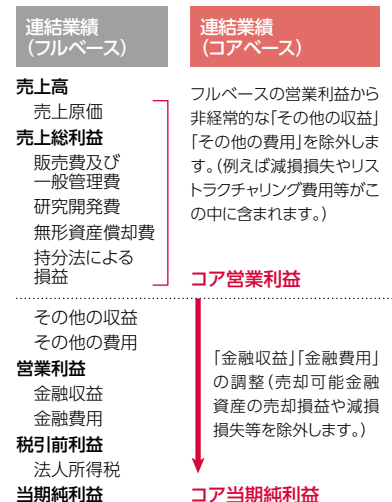 連結業績
（フルベース）
売上高
売上原価
売上総利益
販売費及び
一般管理費
研究開発費
無形資産償却費
持分法による
損益
その他の収益
その他の費用
営業利益
金融収益
金融費用
税引前利益
法人所得税
当期純利益
連結業績
（コアベース）
フルベースの営業利益から
非経常的な「その他の収益」
「その他の費用」を除外しま
す。（例えば減損損失やリス
トラクチャリング費用等がこ
の中に含まれます。）
コア営業利益
「金融収益」「金融費用」
の調整（売却可能金融
資産の売却損益や減損
損失等を除外します。）
コア当期純利益